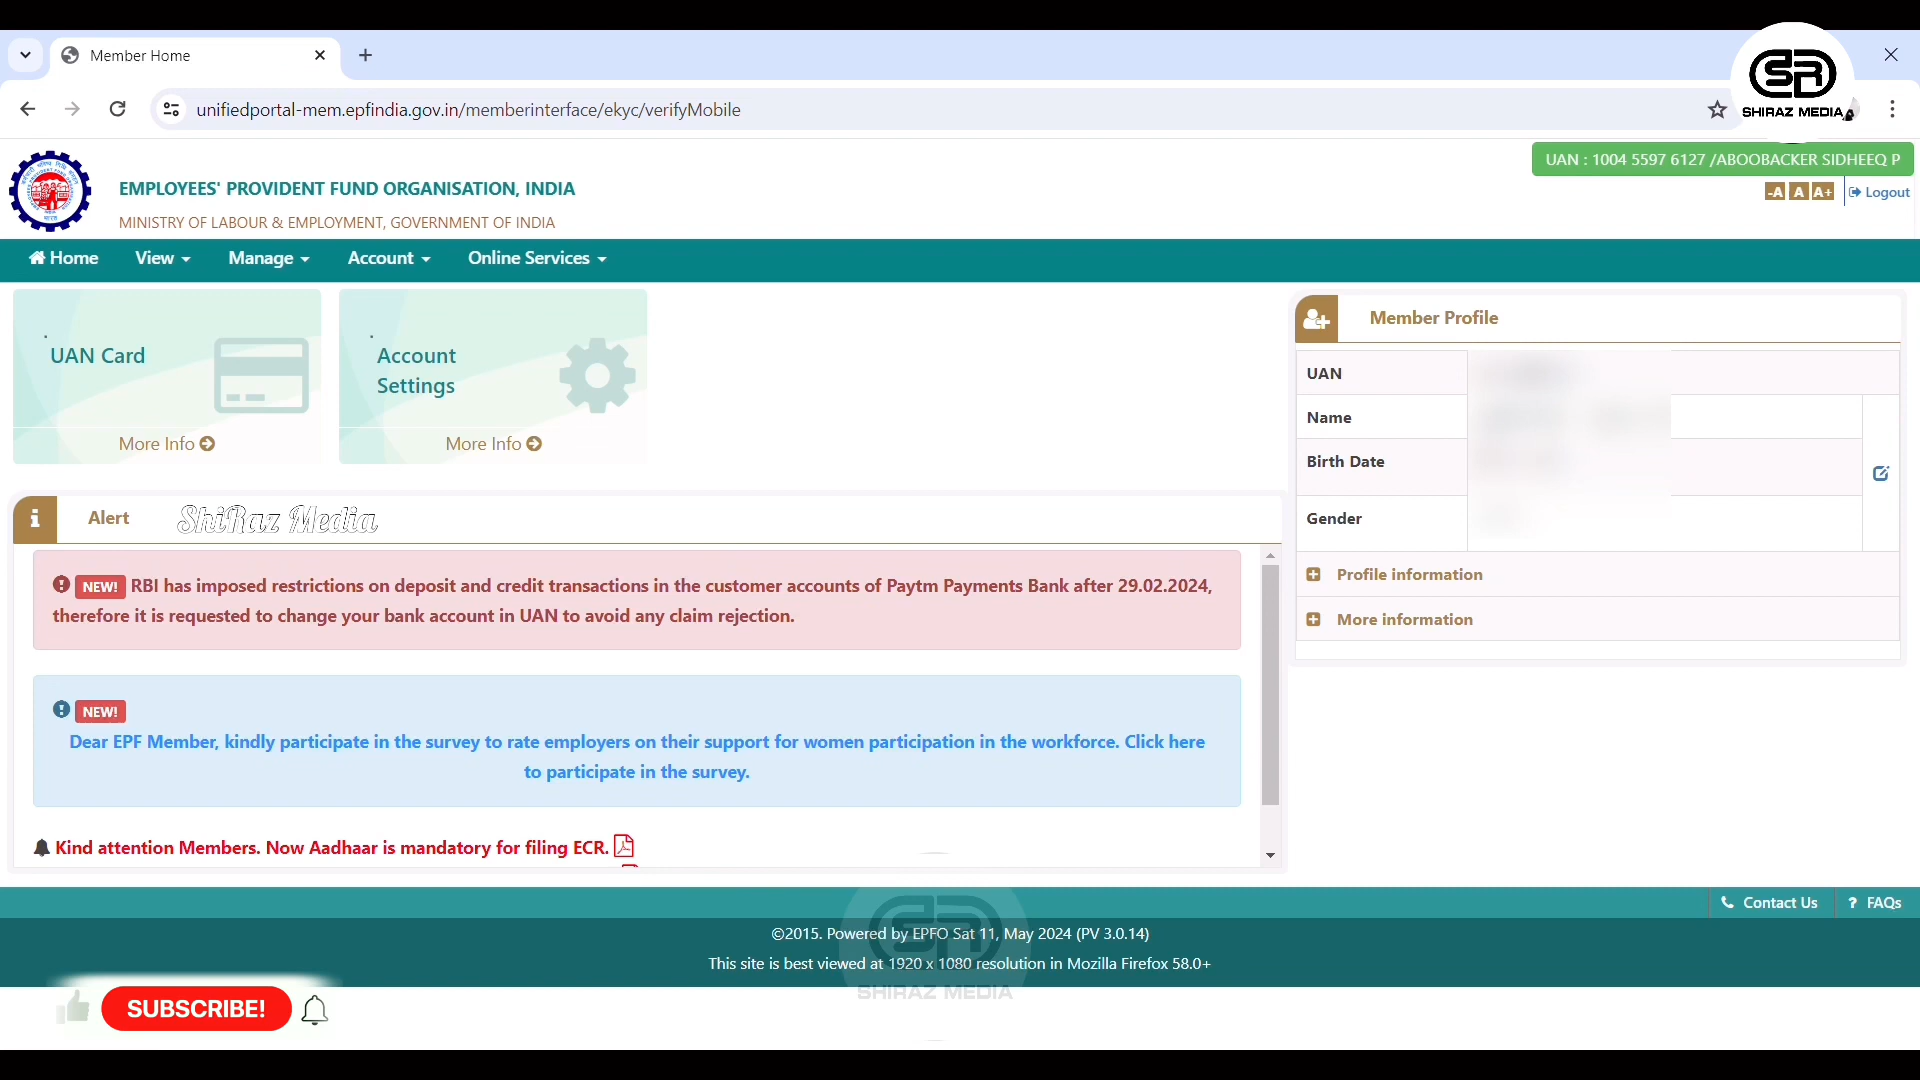 Member Home
unifiedportal-mem.epfindia.gov.in/memberinterface/ekyc/verifyMobile
SR
SHIRAZ MEDIA
UAN : 1004 5597 6127 /ABOOBACKER SIDHEEQ P
EMPLOYEES' PROVIDENT FUND ORGANISATION, INDIA
-A A A+ Logout
MINISTRY OF LABOUR & EMPLOYMENT, GOVERNMENT OF INDIA
Home View Manage Account Online Services
UAN Card
More Info
Account
Settings
More Info
Member Profile
UAN
Name
Birth Date
Gender
Profile information
More information
Alert ShiRaz Media
NEW! RBI has imposed restrictions on deposit and credit transactions in the customer accounts of Paytm Payments Bank after 29.02.2024,
therefore it is requested to change your bank account in UAN to avoid any claim rejection.
NEW!
Dear EPF Member, kindly participate in the survey to rate employers on their support for women participation in the workforce. Click here
to participate in the survey.
Kind attention Members. Now Aadhaar is mandatory for filing ECR.
Contact Us ? FAQs
©2015. Powered by EPFO Sat 11, May 2024 (PV 3.0.14)
This site is best viewed at 1920 x 1080 resolution in Mozilla Firefox 58.0+
SHIRAZ MEDIA
SUBSCRIBE!